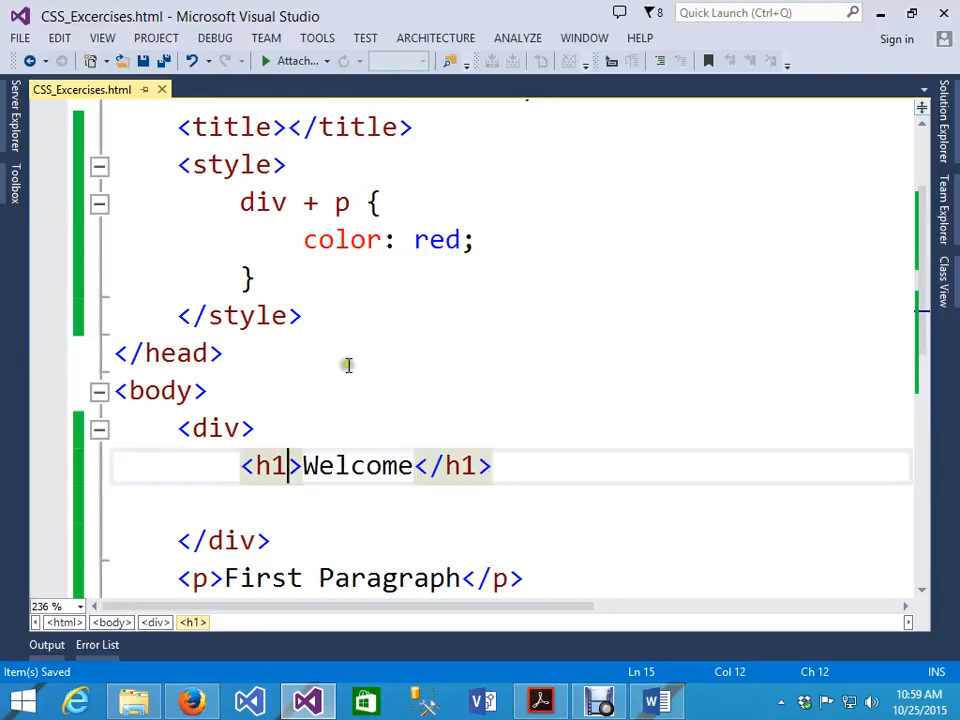 CSS_Excercises.html - Microsoft Visual Studio
8
Quick Launch (Ctrl+Q)
FILE EDIT VIEW PROJECT DEBUG TEAM TOOLS TEST ARCHITECTURE ANALYZE WINDOW HELP
Sign in
Attach...
Server Explorer
Toolbox
CSS_Excercises.html
Solution Explorer
Team Explorer
Class View
<title></title>
<style>
div + p {
color: red;
}
</style>
</head>
<body>
<div>
<h1>Welcome</h1>
</div>
<p>First Paragraph</p>
236 %
<html> <body> <div> <h1>
Output Error List
Item(s) Saved
Ln 15 Col 12 Ch 12 INS
10:59 AM
10/25/2015